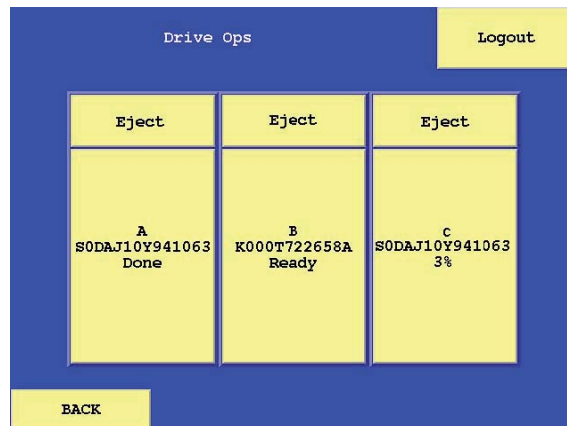 Drive Ops
Logout
Eject
Eject
Eject
A
S0DAJ10Y941063
Done
B
K000T722658A
Ready
C
S0DAJ10Y941063
3%
BACK